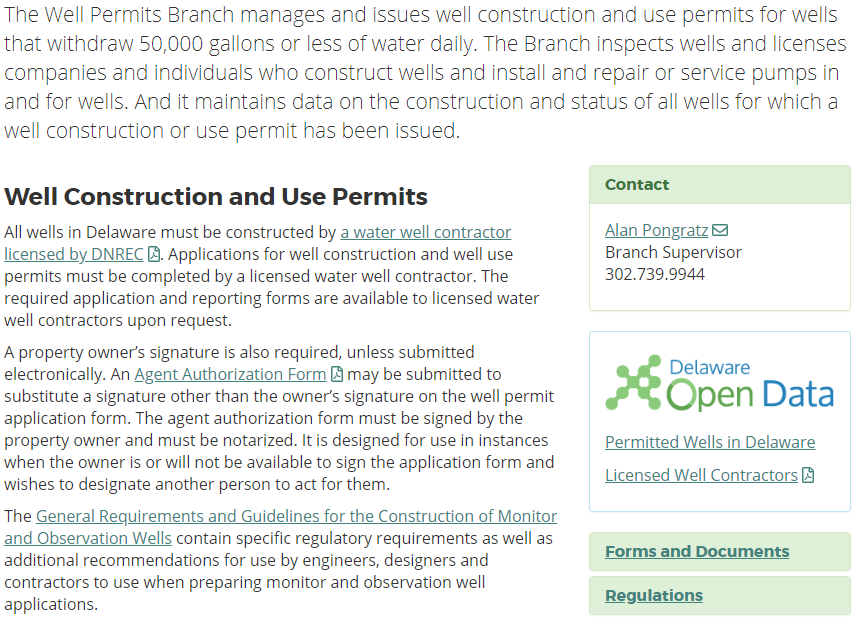 The Well Permits Branch manages and issues well construction and use permits for wells
that withdraw 50,000 gallons or less of water daily. The Branch inspects wells and licenses
companies and individuals who construct wells and install and repair or service pumps in
and for wells. And it maintains data on the construction and status of all wells for which a
well construction or use permit has been issued.
Well Construction and Use Permits
All wells in Delaware must be constructed by a water well contractor
licensed by DNREC. Applications for well construction and well use
permits must be completed by a licensed water well contractor. The
required application and reporting forms are available to licensed water
well contractors upon request.
A property owner’s signature is also required, unless submitted
electronically. An Agent Authorization Form may be submitted to
substitute a signature other than the owner’s signature on the well permit
application form. The agent authorization form must be signed by the
property owner and must be notarized. It is designed for use in instances
when the owner is or will not be available to sign the application form and
wishes to designate another person to act for them.
The General Requirements and Guidelines for the Construction of Monitor
and Observation Wells contain specific regulatory requirements as well as
additional recommendations for use by engineers, designers and
contractors to use when preparing monitor and observation well
applications.
Contact
Alan Pongratz
Branch Supervisor
302.739.9944
Delaware
Open Data
Permitted Wells in Delaware
Licensed Well Contractors
Forms and Documents
Regulations